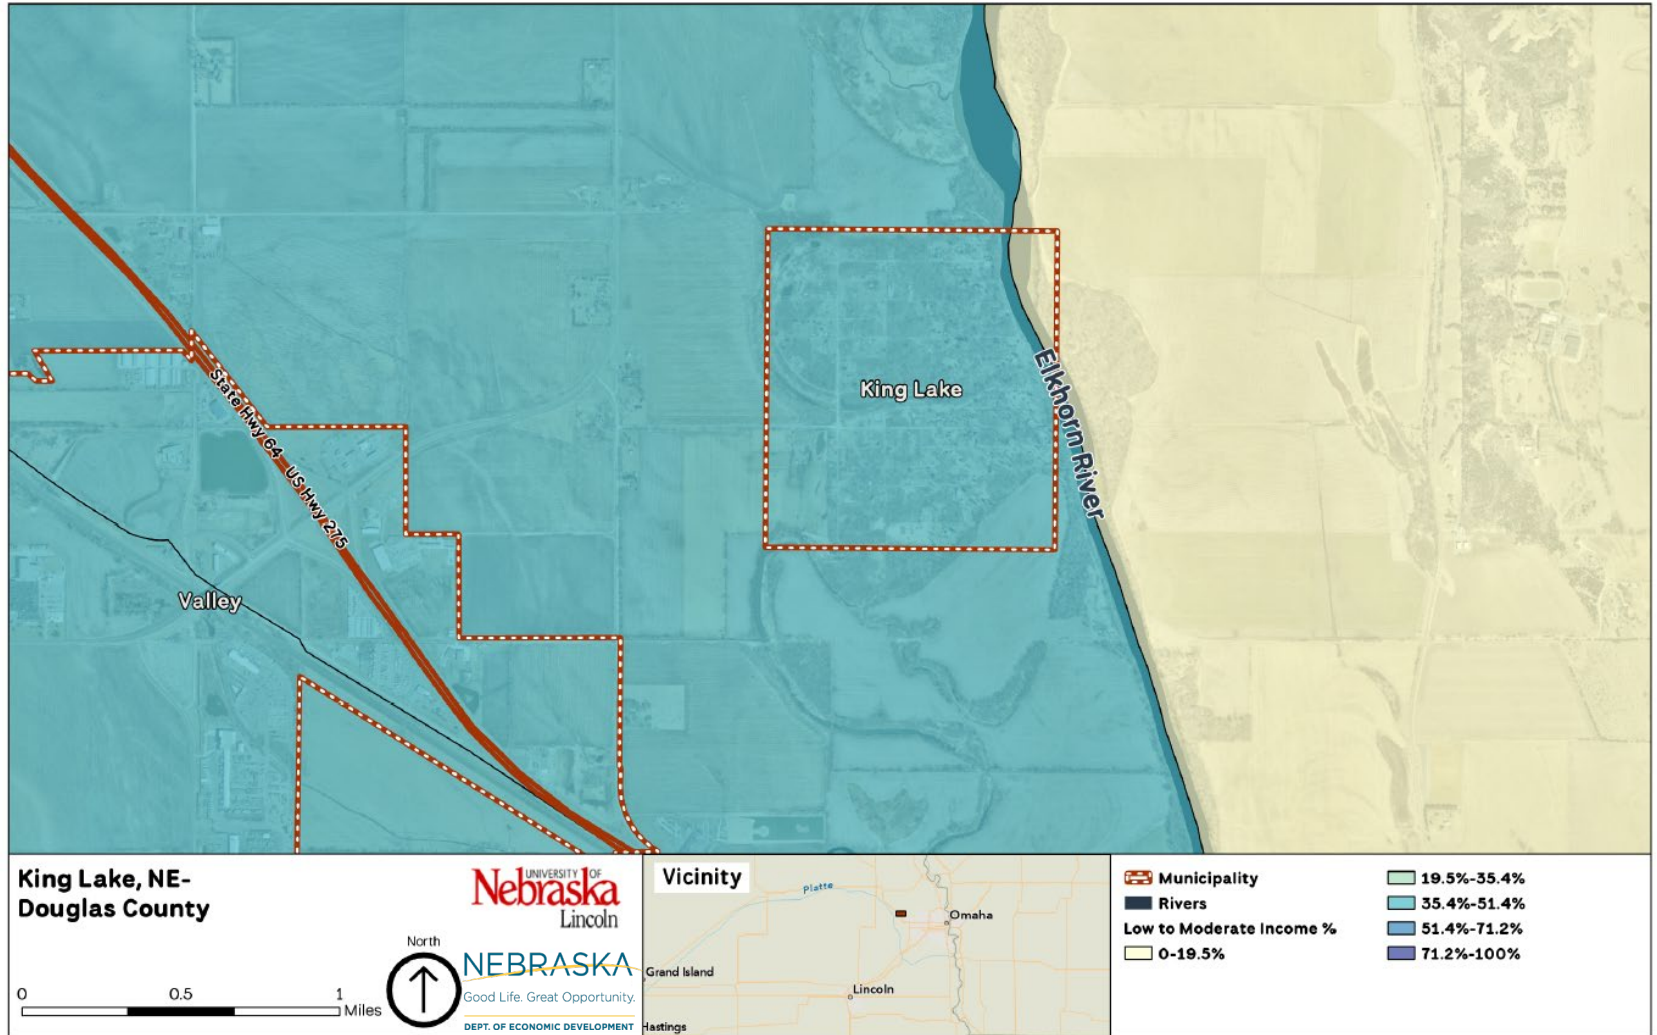 King Lake
Elkhorn River
State Hwy 64 US Hwy 275
Valley
King Lake, NE-
Douglas County
0 0.5 1
Miles
North
UNIVERSITY OF
Nebraska
Lincoln
NEBRASKA
Good Life. Great Opportunity.
DEPT. OF ECONOMIC DEVELOPMENT
Vicinity
Platte
Omaha
Grand Island
Lincoln
Hastings
Municipality
Rivers
Low to Moderate Income %
0-19.5%
19.5%-35.4%
35.4%-51.4%
51.4%-71.2%
71.2%-100%